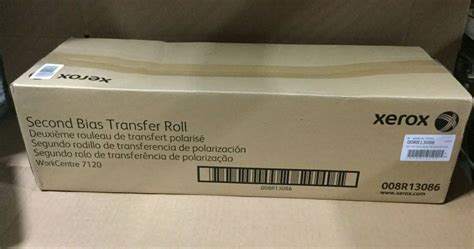 xerox
Second Bias Transfer Roll
Deuxième rouleau de transfert polarisé
Segundo rodillo de transferencia de polarización
Segundo rolo de transferência de polarização
WorkCentre 7120
008R13086
xerox
008R13086
008R13086
www.xerox.com